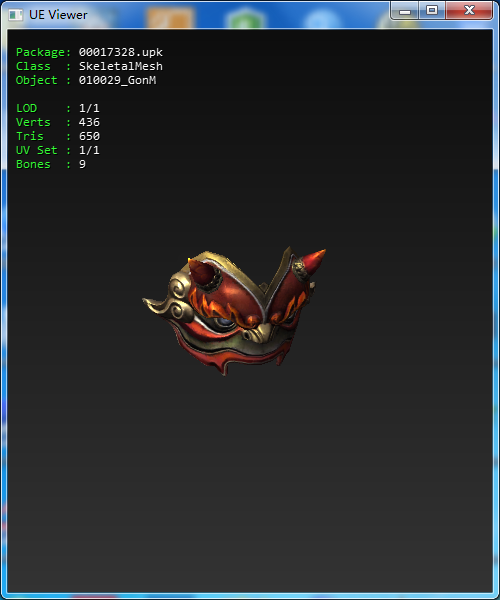 UE Viewer
Package: 00017328.upk
Class  : SkeletalMesh
Object : 010029_GonM
LOD    : 1/1
Verts  : 436
Tris   : 650
UV Set : 1/1
Bones  : 9